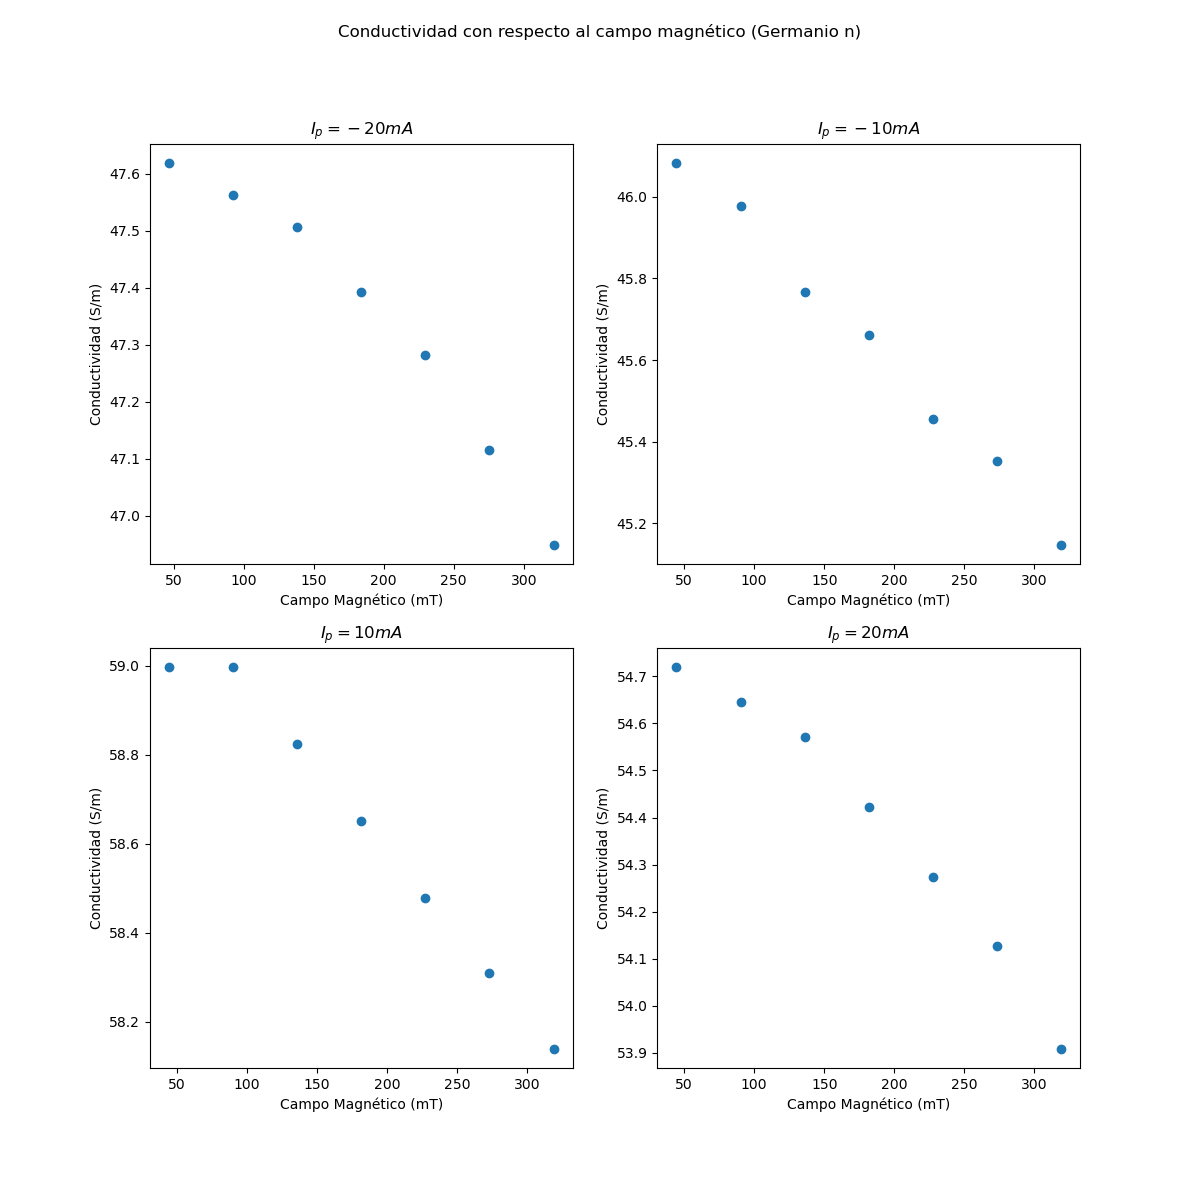 Conductividad con respecto al campo magnético (Germanio n)
I_p = − 20mA
47.6
47.5
47.4
47.3
47.2
47.1
47.0
Conductividad (S/m)
50 100 150 200 250 300
Campo Magnético (mT)
I_p = − 10mA
46.0
45.8
45.6
45.4
45.2
Conductividad (S/m)
50 100 150 200 250 300
Campo Magnético (mT)
I_p = 10mA
59.0
58.8
58.6
58.4
58.2
Conductividad (S/m)
50 100 150 200 250 300
Campo Magnético (mT)
I_p = 20mA
54.7
54.6
54.5
54.4
54.3
54.2
54.1
54.0
53.9
Conductividad (S/m)
50 100 150 200 250 300
Campo Magnético (mT)